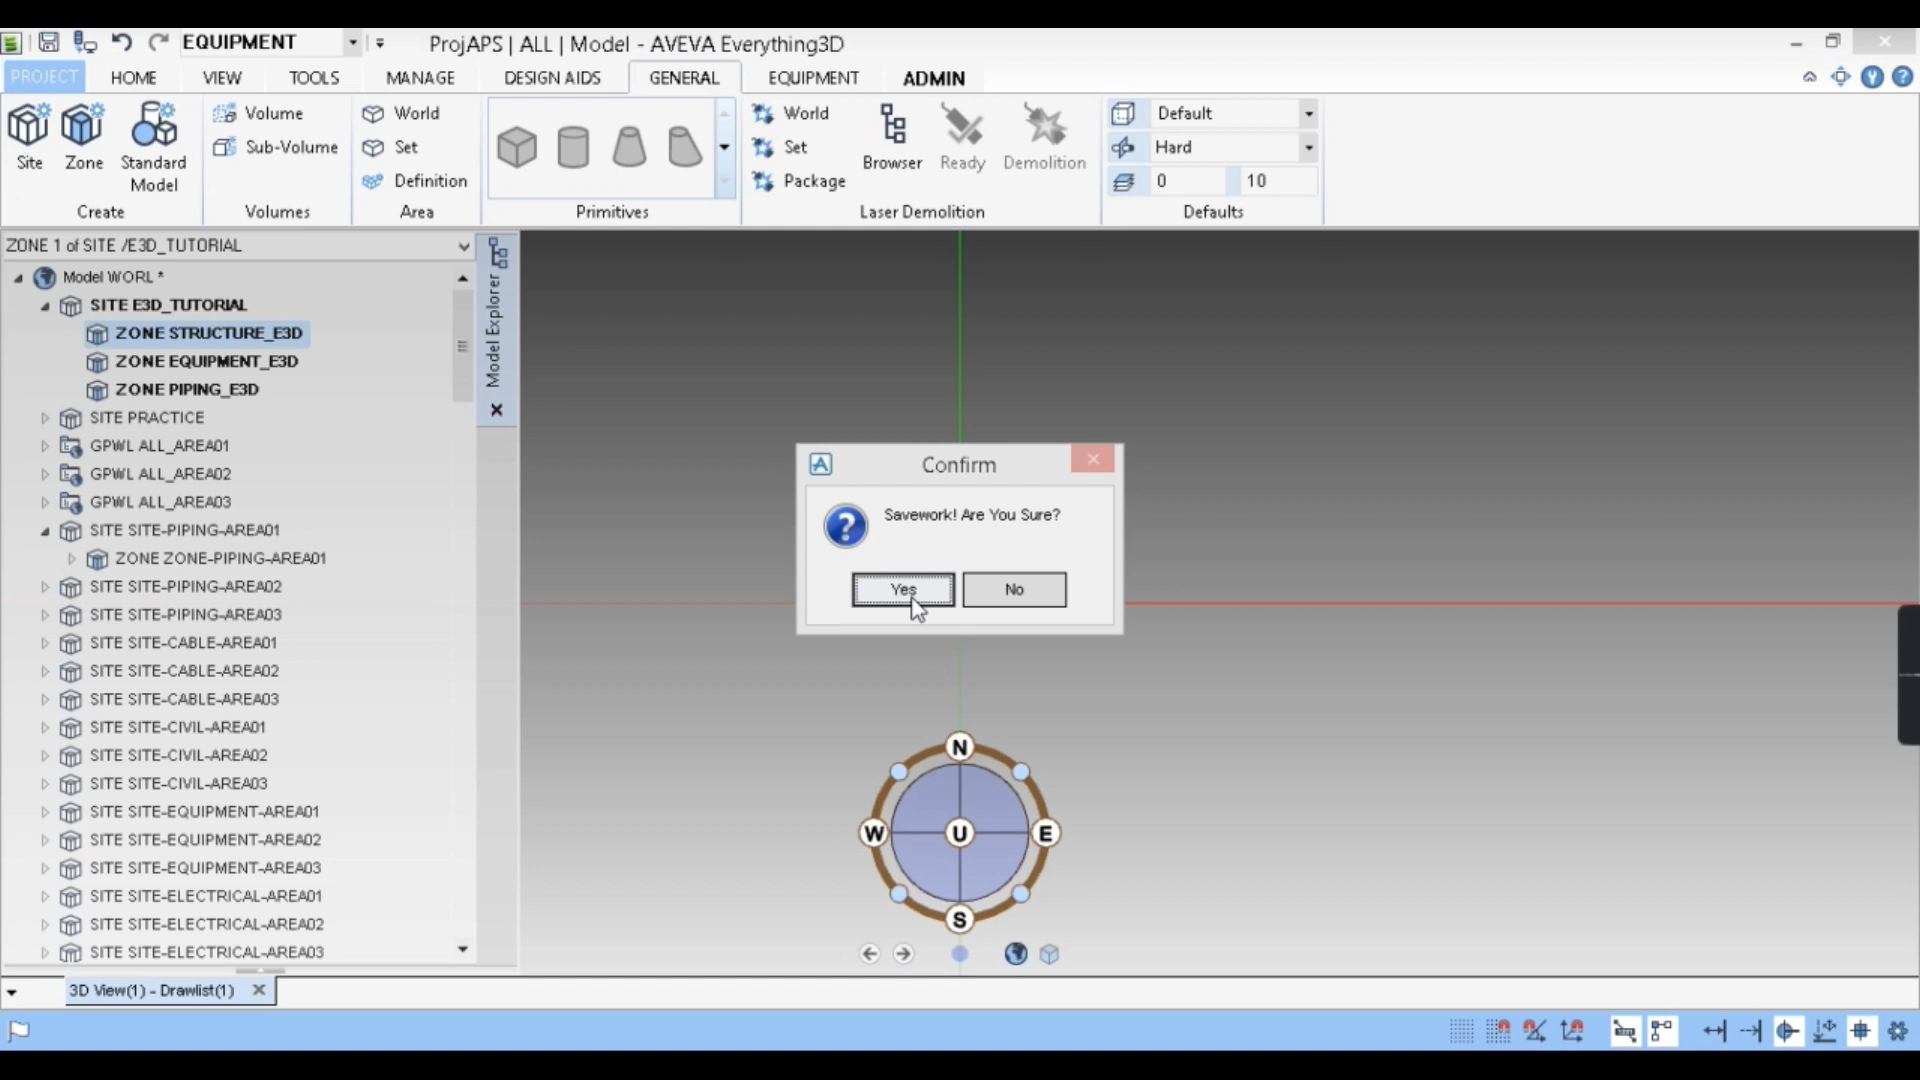 EQUIPMENT
ProjAPS | ALL | Model - AVEVA Everything3D
PROJECT HOME VIEW TOOLS MANAGE DESIGN AIDS GENERAL EQUIPMENT ADMIN
Site
Zone
Standard
Model
Create
Volume
Sub-Volume
Volumes
World
Set
Definition
Area
Primitives
World
Set
Package
Browser
Ready
Demolition
Laser Demolition
Default
Hard
0 10
Defaults
ZONE 1 of SITE /E3D_TUTORIAL
Model WORL *
SITE E3D_TUTORIAL
ZONE STRUCTURE_E3D
ZONE EQUIPMENT_E3D
ZONE PIPING_E3D
SITE PRACTICE
GPWL ALL_AREA01
GPWL ALL_AREA02
GPWL ALL_AREA03
SITE SITE-PIPING-AREA01
ZONE ZONE-PIPING-AREA01
SITE SITE-PIPING-AREA02
SITE SITE-PIPING-AREA03
SITE SITE-CABLE-AREA01
SITE SITE-CABLE-AREA02
SITE SITE-CABLE-AREA03
SITE SITE-CIVIL-AREA01
SITE SITE-CIVIL-AREA02
SITE SITE-CIVIL-AREA03
SITE SITE-EQUIPMENT-AREA01
SITE SITE-EQUIPMENT-AREA02
SITE SITE-EQUIPMENT-AREA03
SITE SITE-ELECTRICAL-AREA01
SITE SITE-ELECTRICAL-AREA02
SITE SITE-ELECTRICAL-AREA03
Model Explorer
Confirm
Savework! Are You Sure?
Yes No
N
W U E
S
3D View(1) - Drawlist(1)